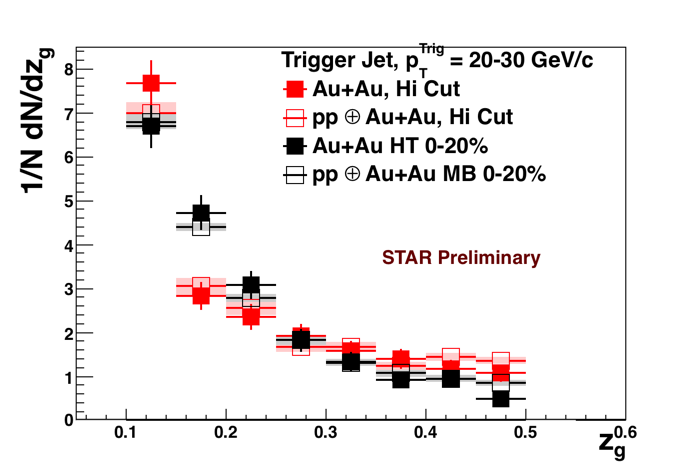 Trigger Jet, p_T^Trig = 20-30 GeV/c
Au+Au, Hi Cut
pp ⊕ Au+Au, Hi Cut
Au+Au HT 0-20%
pp ⊕ Au+Au MB 0-20%
STAR Preliminary
1/N dN/dz_g
8
7
6
5
4
3
2
1
0
0.1 0.2 0.3 0.4 0.5 0.6
z_g